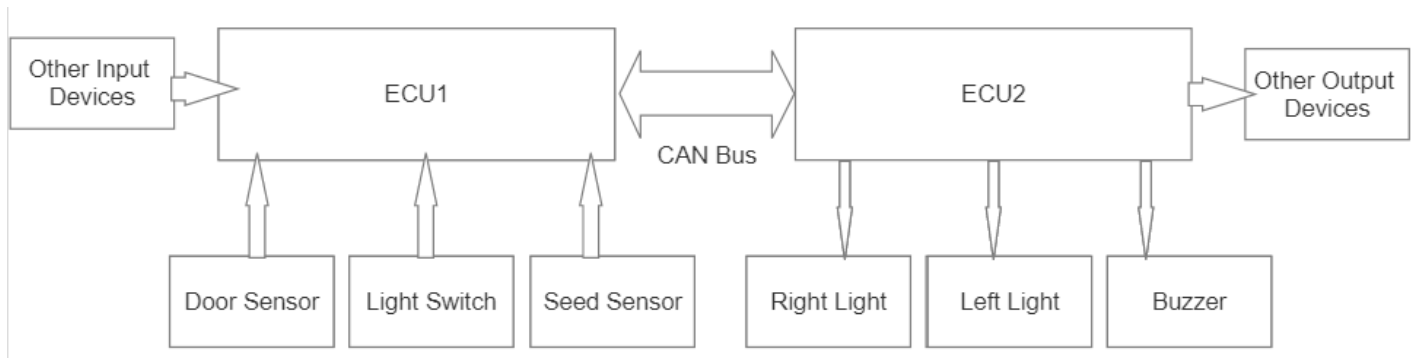 Other Input
Devices
ECU1
CAN Bus
ECU2
Other Output
Devices
Door Sensor
Light Switch
Seed Sensor
Right Light
Left Light
Buzzer